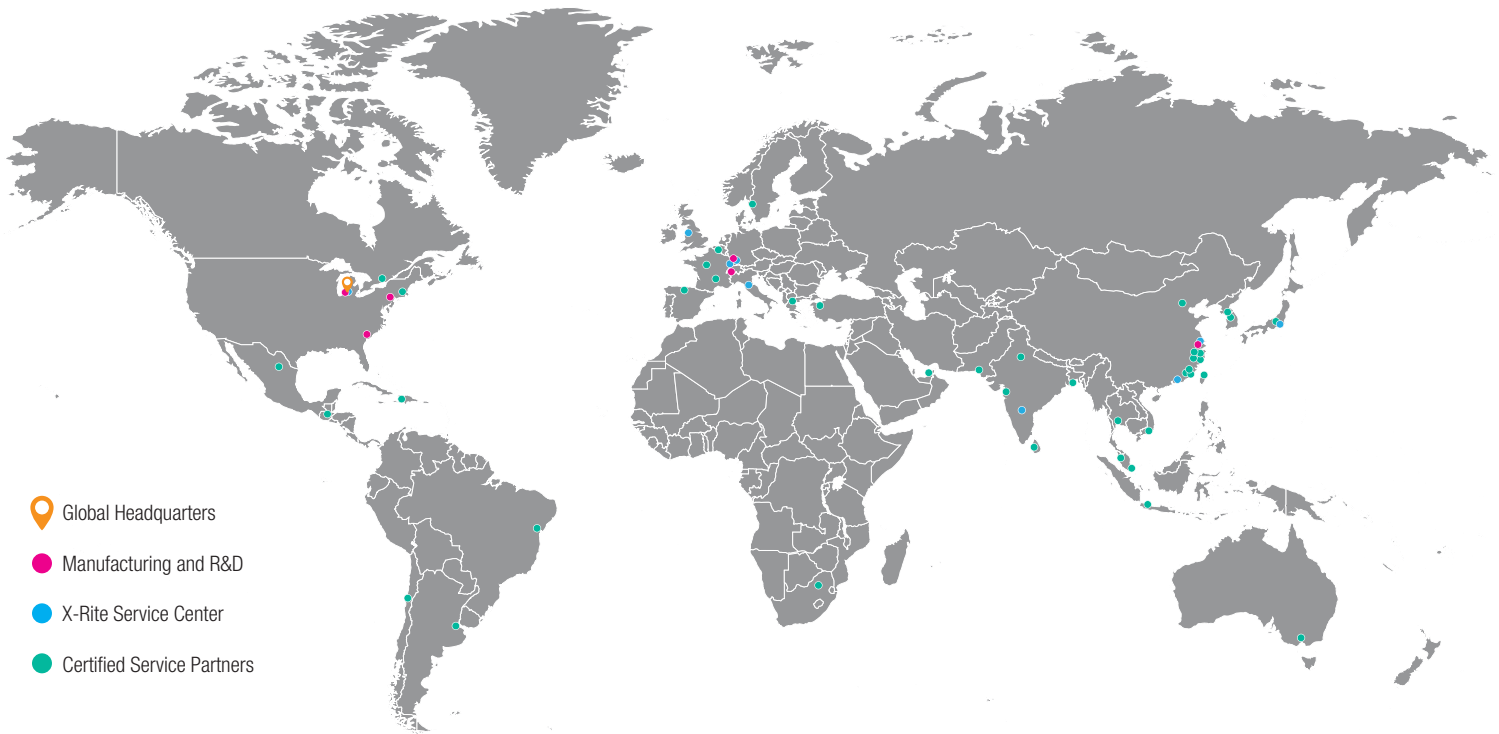 Global Headquarters
Manufacturing and R&D
X-Rite Service Center
Certified Service Partners